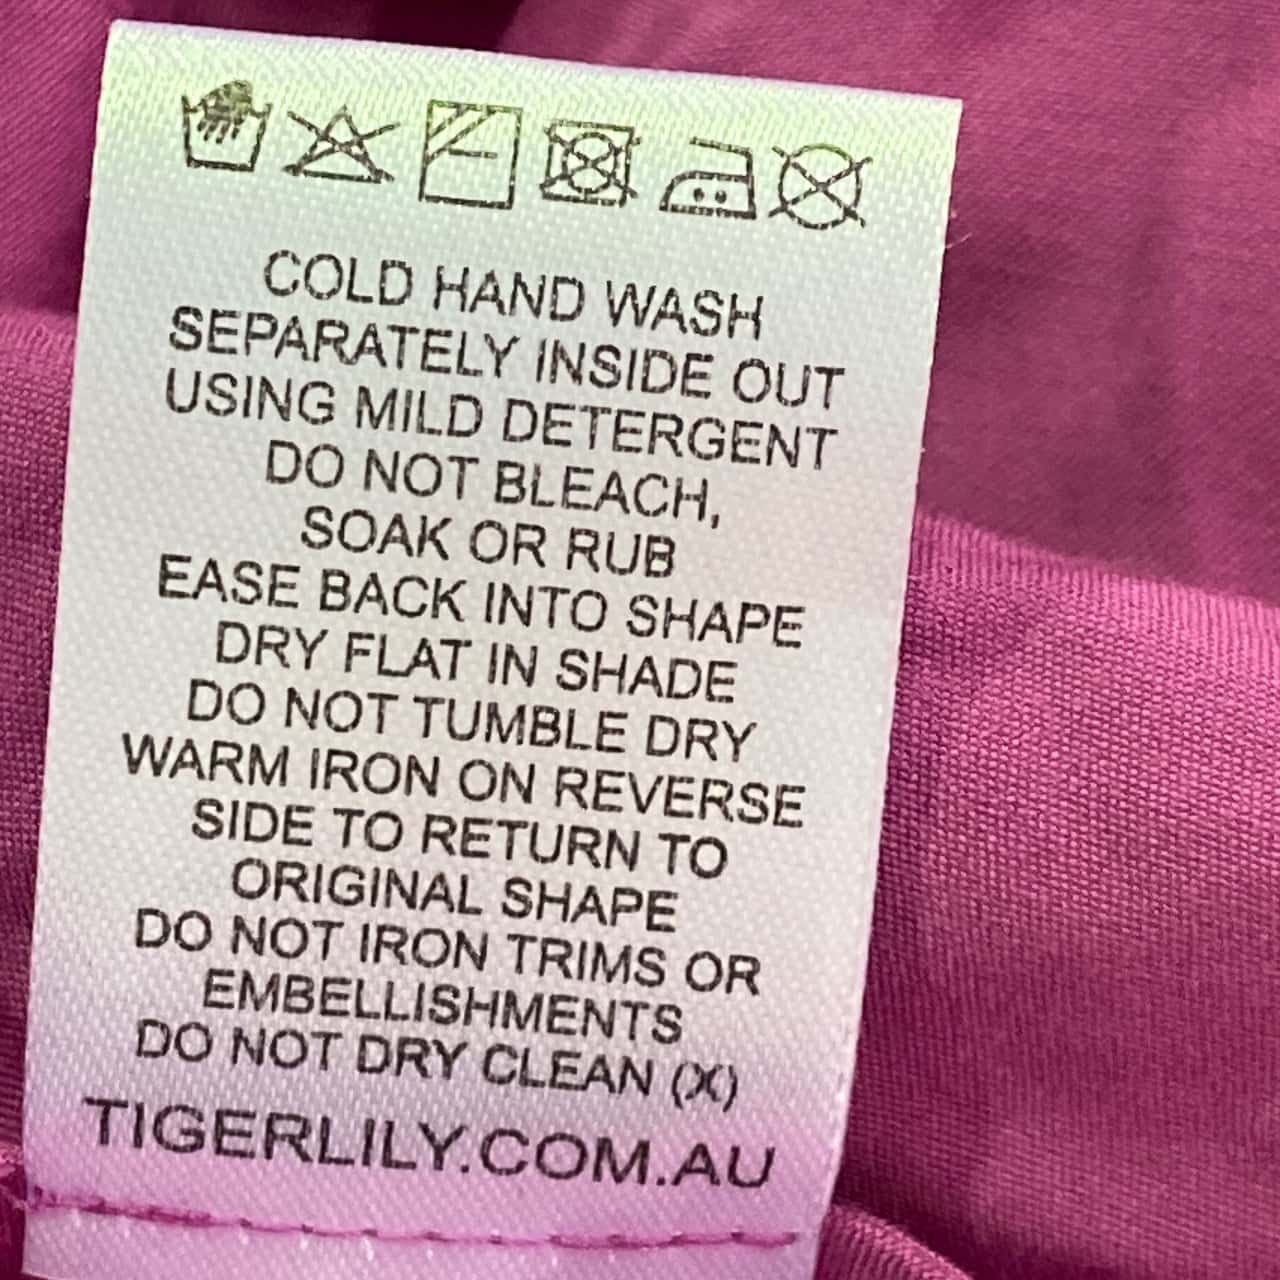 COLD HAND WASH
SEPARATELY INSIDE OUT
USING MILD DETERGENT
DO NOT BLEACH,
SOAK OR RUB
EASE BACK INTO SHAPE
DRY FLAT IN SHADE
DO NOT TUMBLE DRY
WARM IRON ON REVERSE
SIDE TO RETURN TO
ORIGINAL SHAPE
DO NOT IRON TRIMS OR
EMBELLISHMENTS
DO NOT DRY CLEAN (X)
TIGERLILY.COM.AU